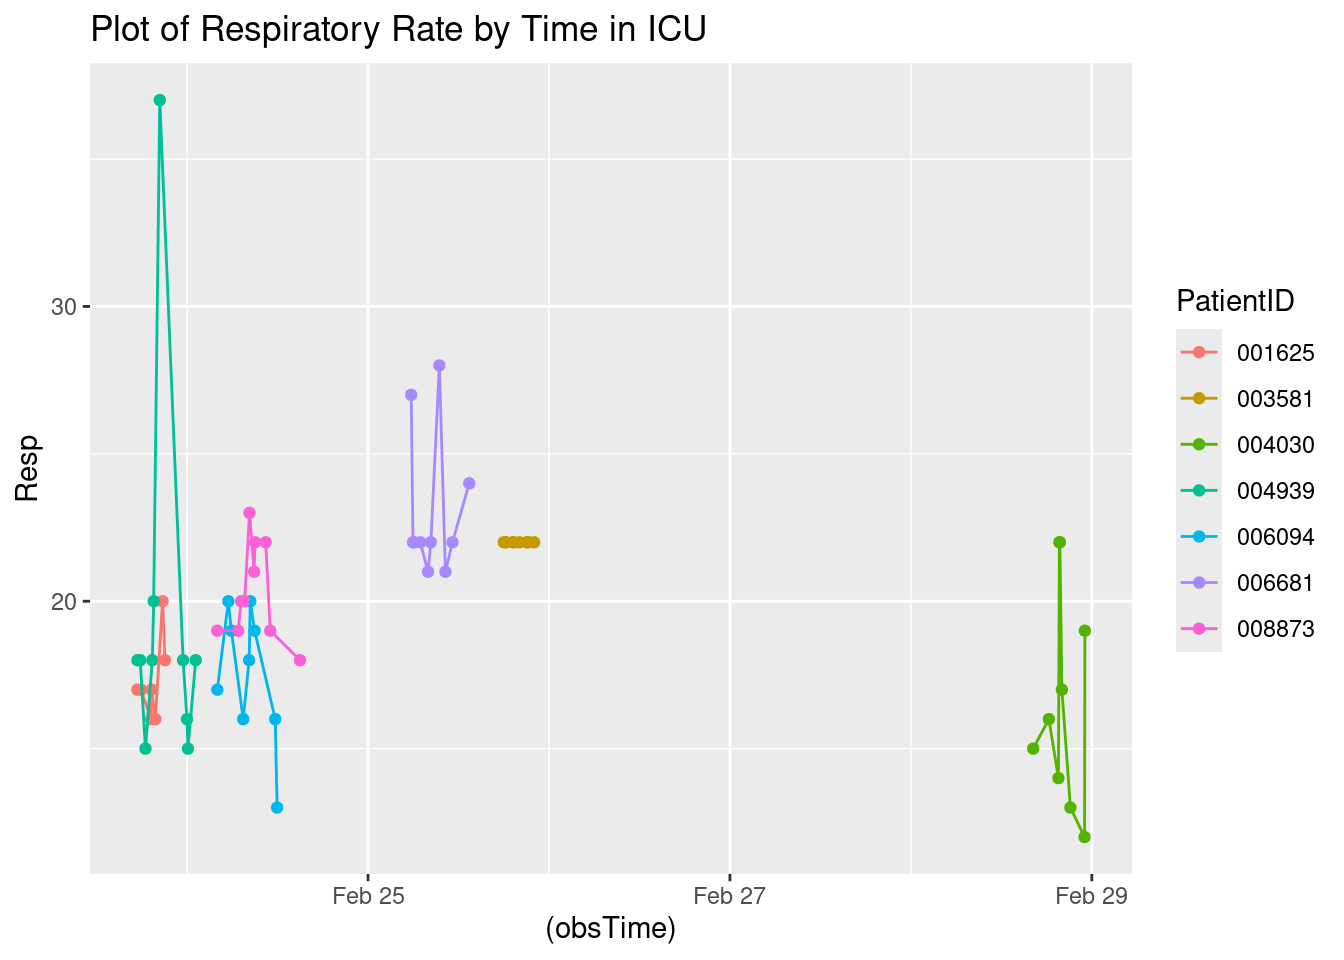 Plot of Respiratory Rate by Time in ICU
30
20
Resp
Feb 25
Feb 27
Feb 29
(obsTime)
PatientID
001625
003581
004030
004939
006094
006681
008873